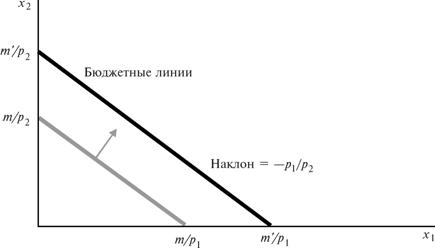 x₂
m′/p₂
Бюджетные линии
m/p₂
Наклон = –p₁/p₂
m/p₁
m′/p₁
x₁